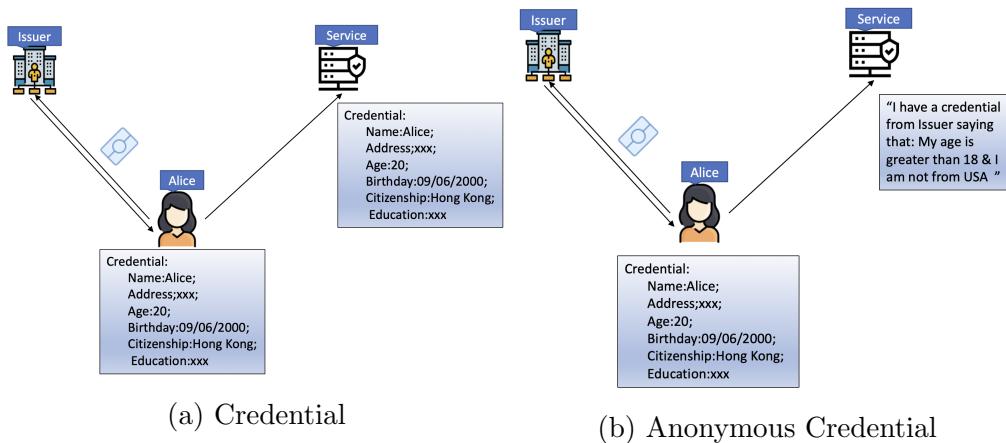 Issuer
Service
Credential:
Name:Alice;
Address;xxx;
Age:20;
Birthday:09/06/2000;
Citizenship:Hong Kong;
Education:xxx
Alice
Credential:
Name:Alice;
Address;xxx;
Age:20;
Birthday:09/06/2000;
Citizenship:Hong Kong;
Education:xxx
(a) Credential
Issuer
Service
“I have a credential
from Issuer saying
that: My age is
greater than 18 & I
am not from USA ”
Alice
Credential:
Name:Alice;
Address;xxx;
Age:20;
Birthday:09/06/2000;
Citizenship:Hong Kong;
Education:xxx
(b) Anonymous Credential